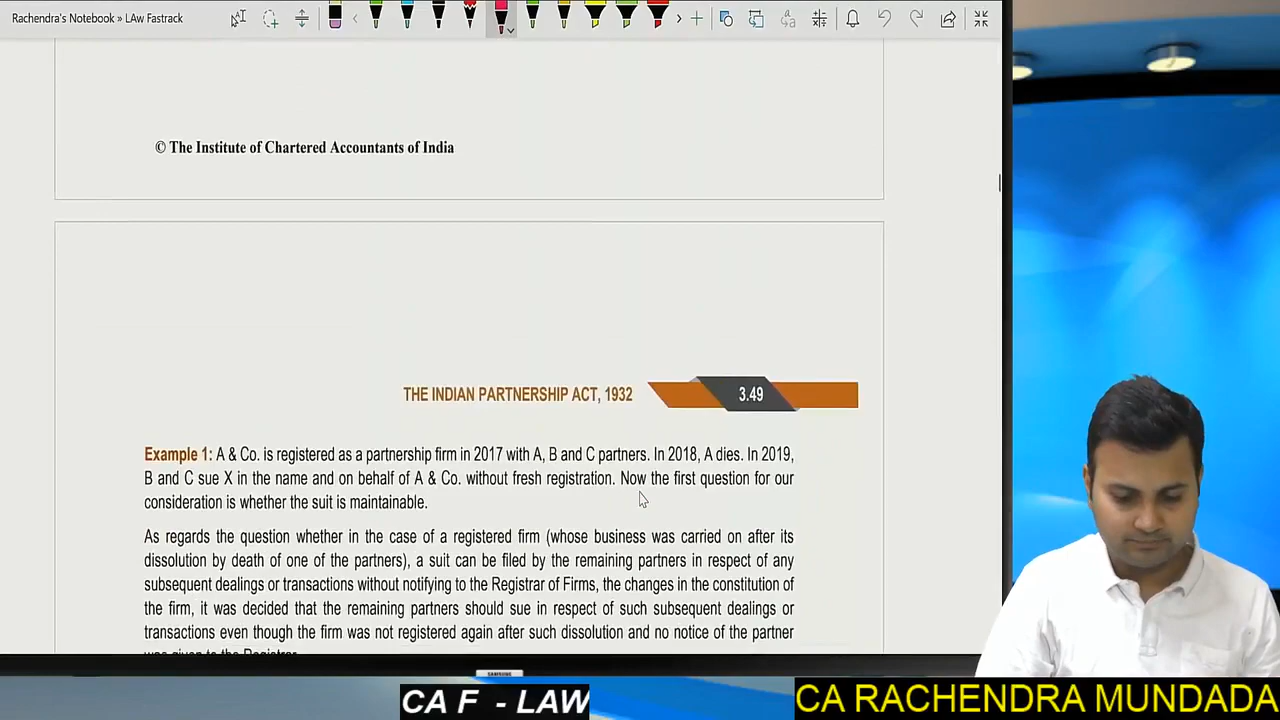 Rachendra's Notebook » LAw Fastrack
© The Institute of Chartered Accountants of India
THE INDIAN PARTNERSHIP ACT, 1932
3.49
Example 1: A & Co. is registered as a partnership firm in 2017 with A, B and C partners. In 2018, A dies. In 2019,
B and C sue X in the name and on behalf of A & Co. without fresh registration. Now the first question for our
consideration is whether the suit is maintainable.
As regards the question whether in the case of a registered firm (whose business was carried on after its
dissolution by death of one of the partners), a suit can be filed by the remaining partners in respect of any
subsequent dealings or transactions without notifying to the Registrar of Firms, the changes in the constitution of
the firm, it was decided that the remaining partners should sue in respect of such subsequent dealings or
transactions even though the firm was not registered again after such dissolution and no notice of the partner
was given to the Registrar.
SAMSUNG
CA F - LAW
CA RACHENDRA MUNDADA